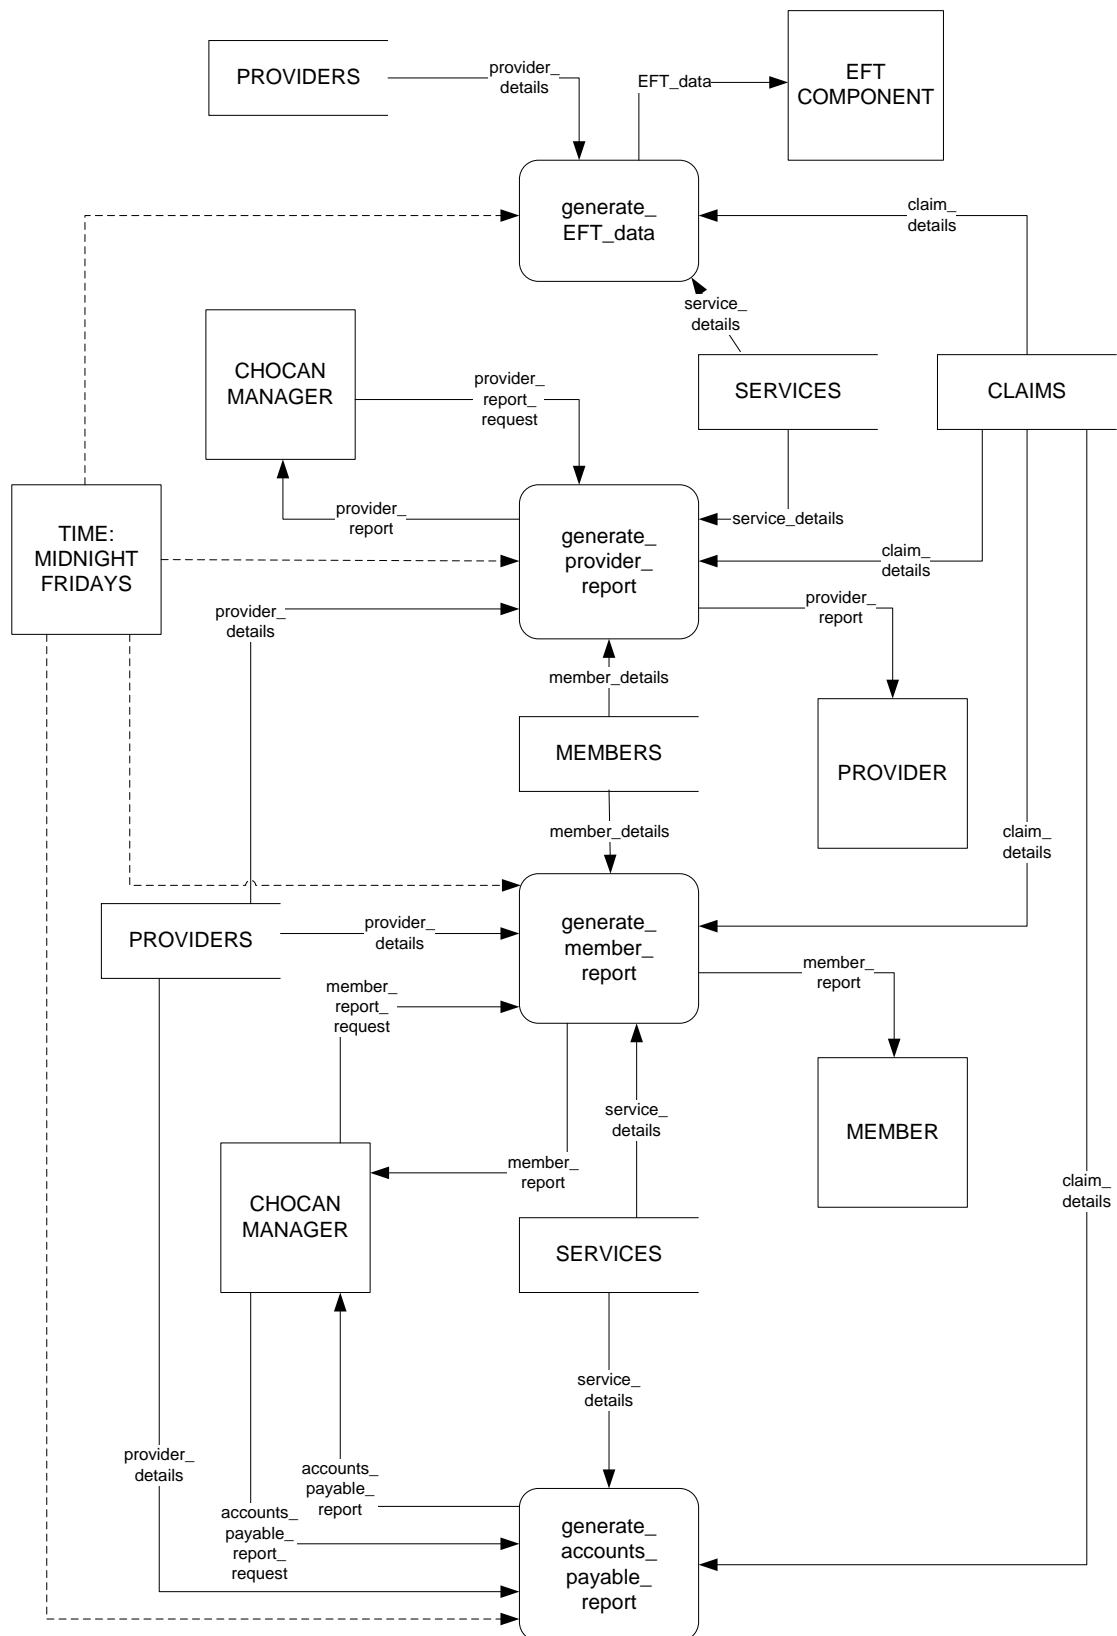 PROVIDERS
provider_
details
EFT_data
EFT
COMPONENT
generate_
EFT_data
claim_
details
service_
details
CHOCAN
MANAGER
provider_
report_
request
SERVICES
CLAIMS
provider_
report
TIME:
MIDNIGHT
FRIDAYS
generate_
provider_
report
service_details
claim_
details
provider_
details
provider_
report
member_details
MEMBERS
PROVIDER
member_details
claim_
details
PROVIDERS
provider_
details
generate_
member_
report
member_
report
member_
report_
request
service_
details
MEMBER
member_
report
CHOCAN
MANAGER
claim_
details
SERVICES
service_
details
provider_
details
accounts_
payable_
report
accounts_
payable_
report_
request
generate_
accounts_
payable_
report